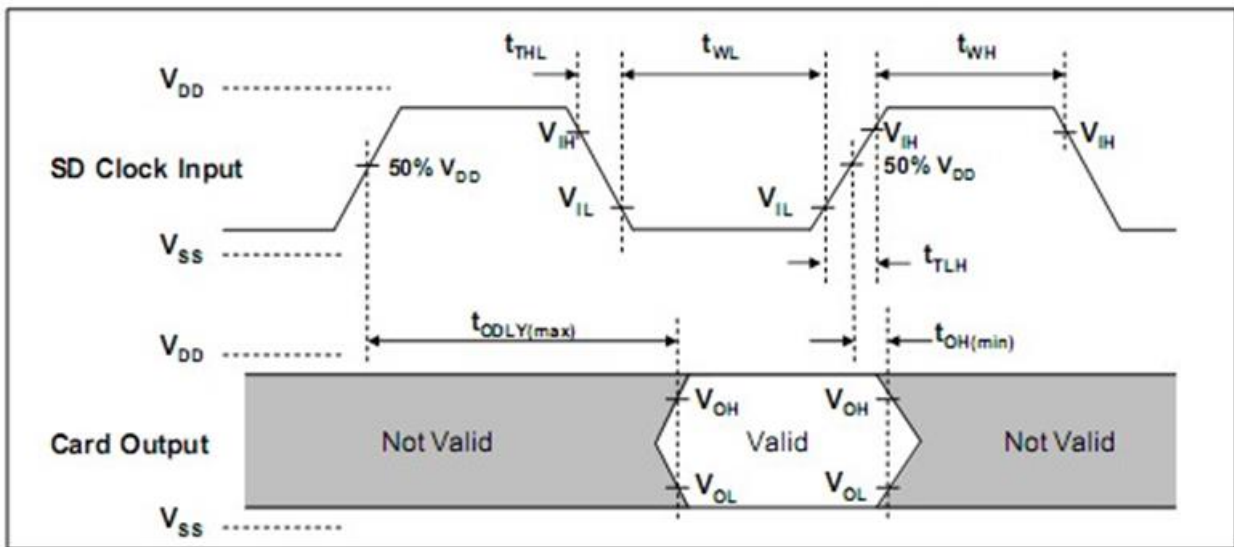 tTHL tWL tWH
VDD
VIH VIH VIH
SD Clock Input 50% VDD 50% VDD
VIL VIL
VSS
tTLH
tODLY(max) tOH(min)
VDD
VOH VOH
Card Output Not Valid Valid Not Valid
VOL VOL
VSS